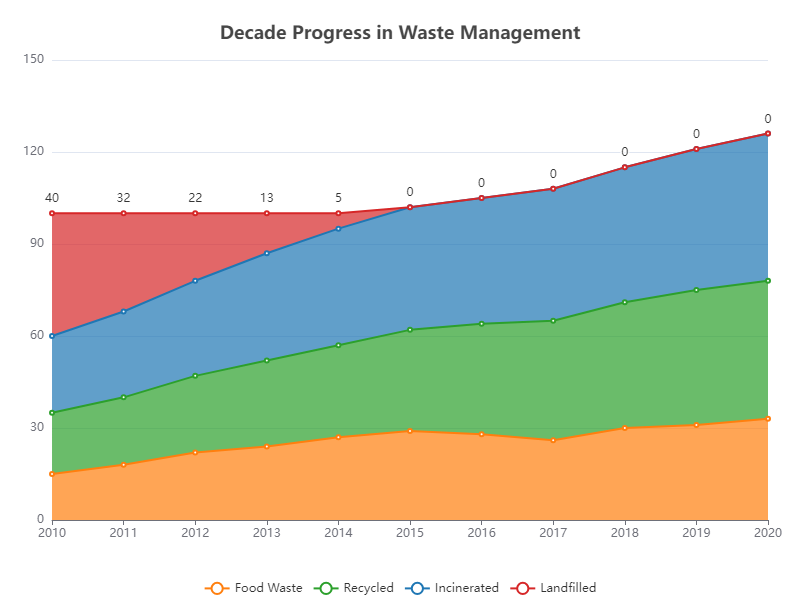 Decade Progress in Waste Management
150
120
90
60
30
0
40 32 22 13 5 0 0 0 0 0 0
2010 2011 2012 2013 2014 2015 2016 2017 2018 2019 2020
Food Waste Recycled Incinerated Landfilled